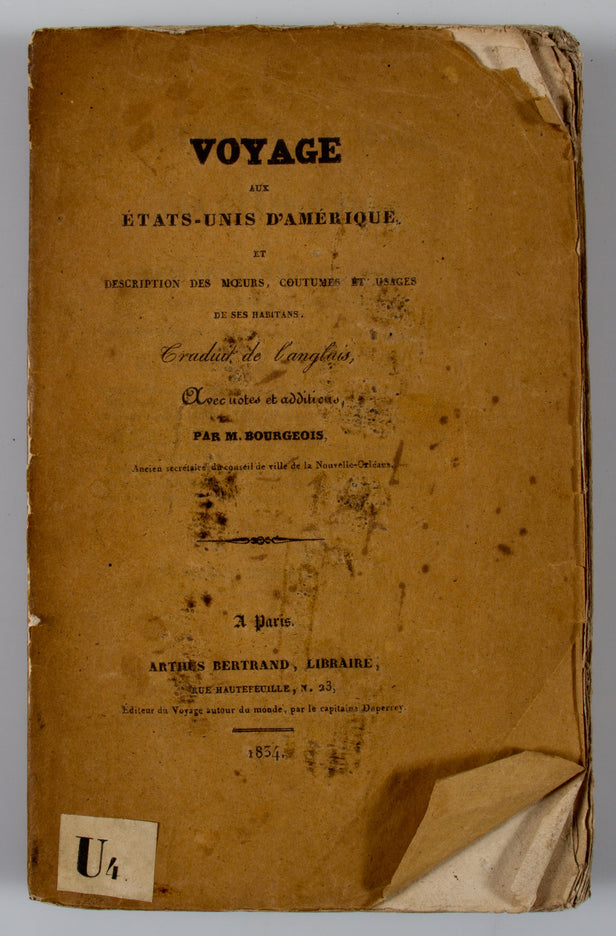 VOYAGE
AUX
ÉTATS-UNIS D'AMÉRIQUE,
ET
DESCRIPTION DES MŒURS, COUTUMES ET USAGES
DE SES HABITANS.
Traduit de l'anglais,
Avec notes et additions,
PAR M. BOURGEOIS,
Ancien secrétaire du conseil de ville de la Nouvelle-Orléans.
A Paris.
ARTHUS BERTRAND, LIBRAIRE,
RUE HAUTEFEUILLE, N. 23,
Éditeur du Voyage autour du monde, par le capitaine Duperrey.
1834.
U4